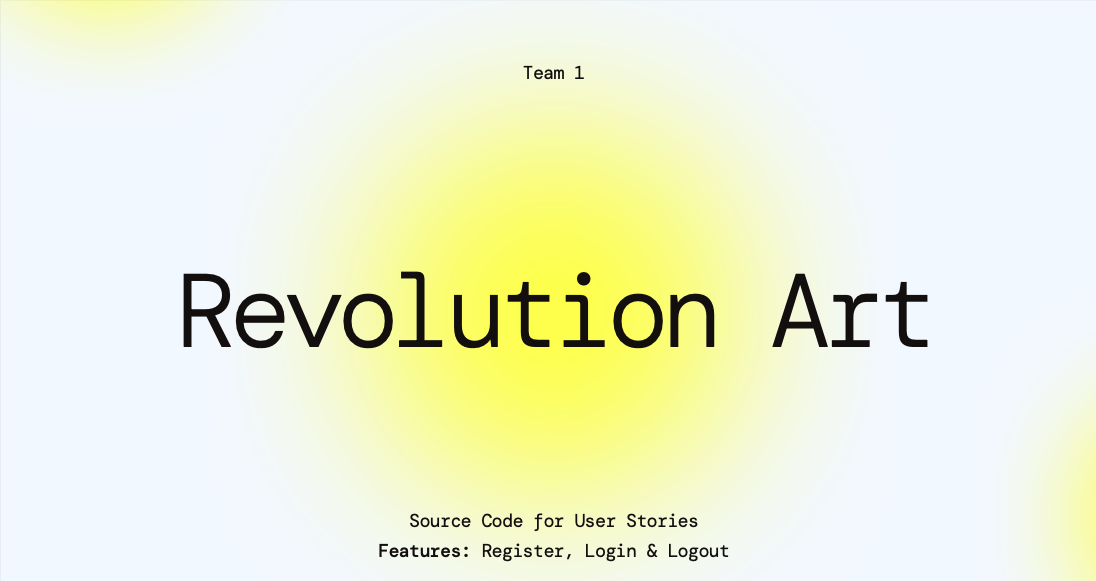 Team 1
Revolution Art
Source Code for User Stories
Features: Register, Login & Logout